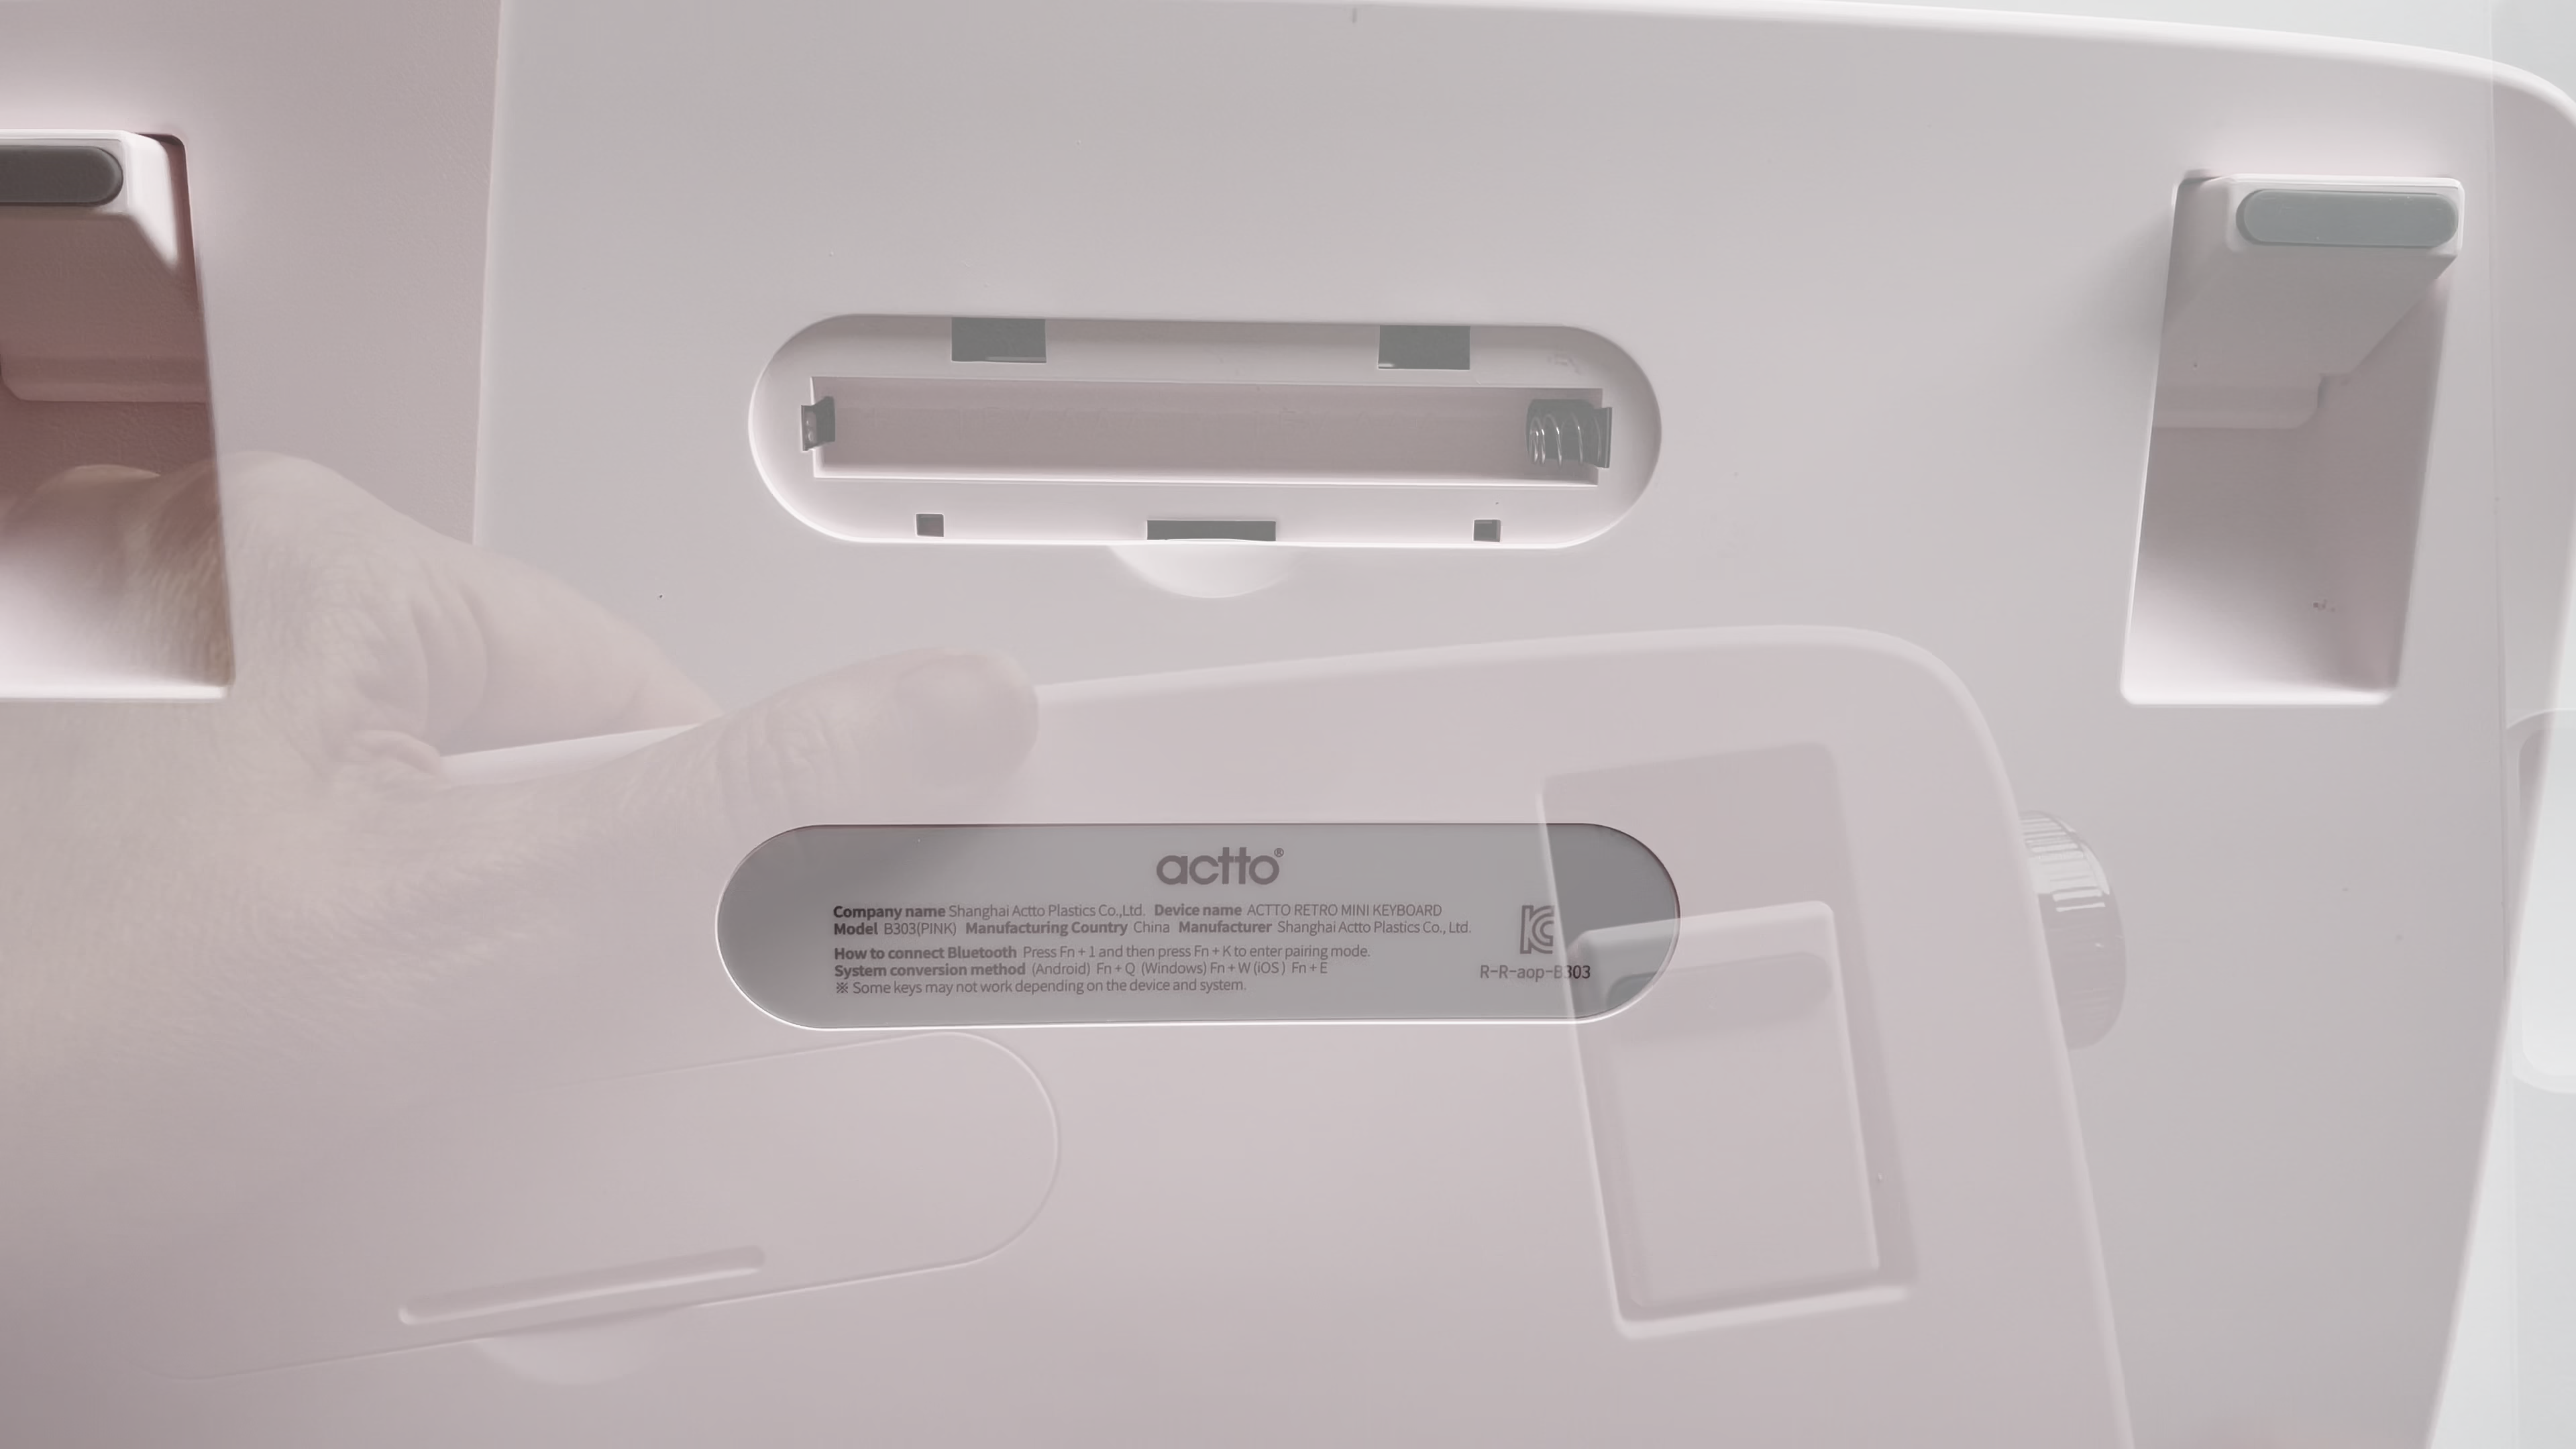 actto®
Company name Shanghai Actto Plastics Co.,Ltd. Device name ACTTO RETRO MINI KEYBOARD
Model B303(PINK) Manufacturing Country China Manufacturer Shanghai Actto Plastics Co., Ltd.
How to connect Bluetooth Press Fn + 1 and then press Fn + K to enter pairing mode.
System conversion method (Android) Fn + Q (Windows) Fn + W (iOS ) Fn + E
※ Some keys may not work depending on the device and system.
R-R-aop-B303